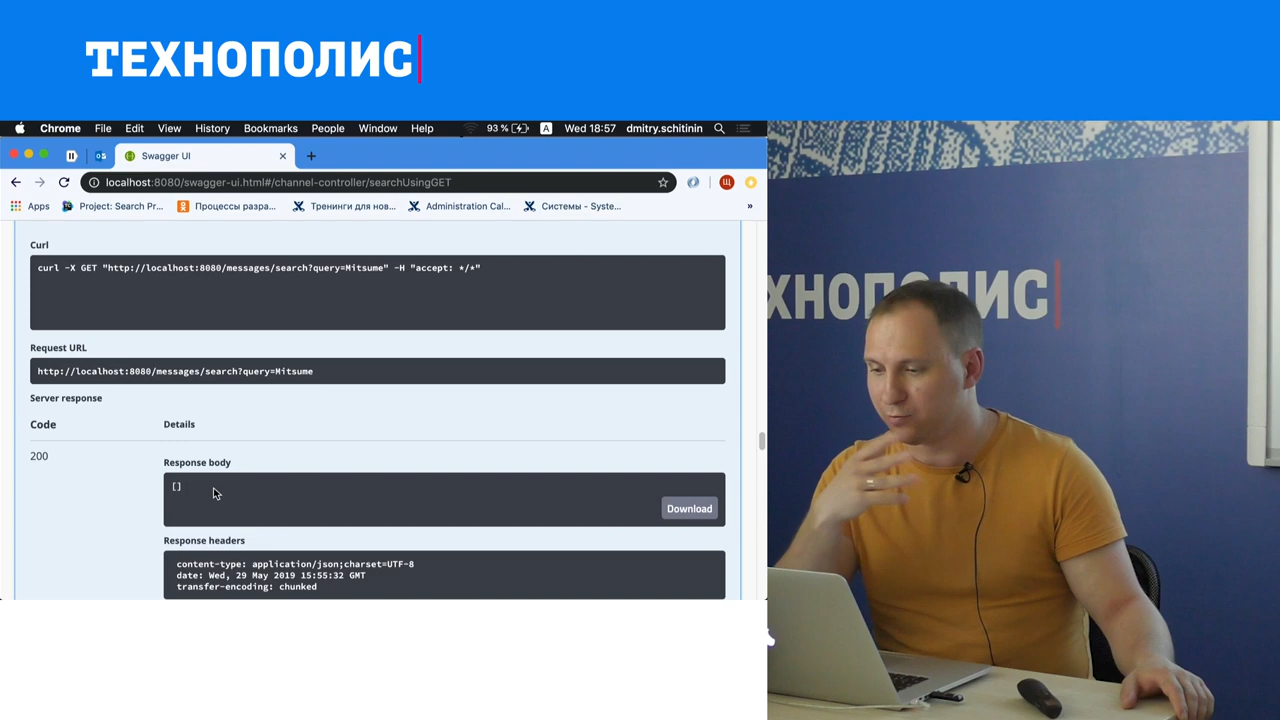 ТЕХНОПОЛИС
Chrome File Edit View History Bookmarks People Window Help 93 % A Wed 18:57 dmitry.schitinin
Swagger UI
localhost:8080/swagger-ui.html#/channel-controller/searchUsingGET
Apps Project: Search Pr... Процессы разра... Тренинги для нов... Administration Cal... Системы - Syste... »
Curl
curl -X GET "http://localhost:8080/messages/search?query=Mitsume" -H "accept: */*"
Request URL
http://localhost:8080/messages/search?query=Mitsume
Server response
Code Details
200
Response body
[]
Download
Response headers
content-type: application/json;charset=UTF-8
date: Wed, 29 May 2019 15:55:32 GMT
transfer-encoding: chunked
ХНОПОЛИС